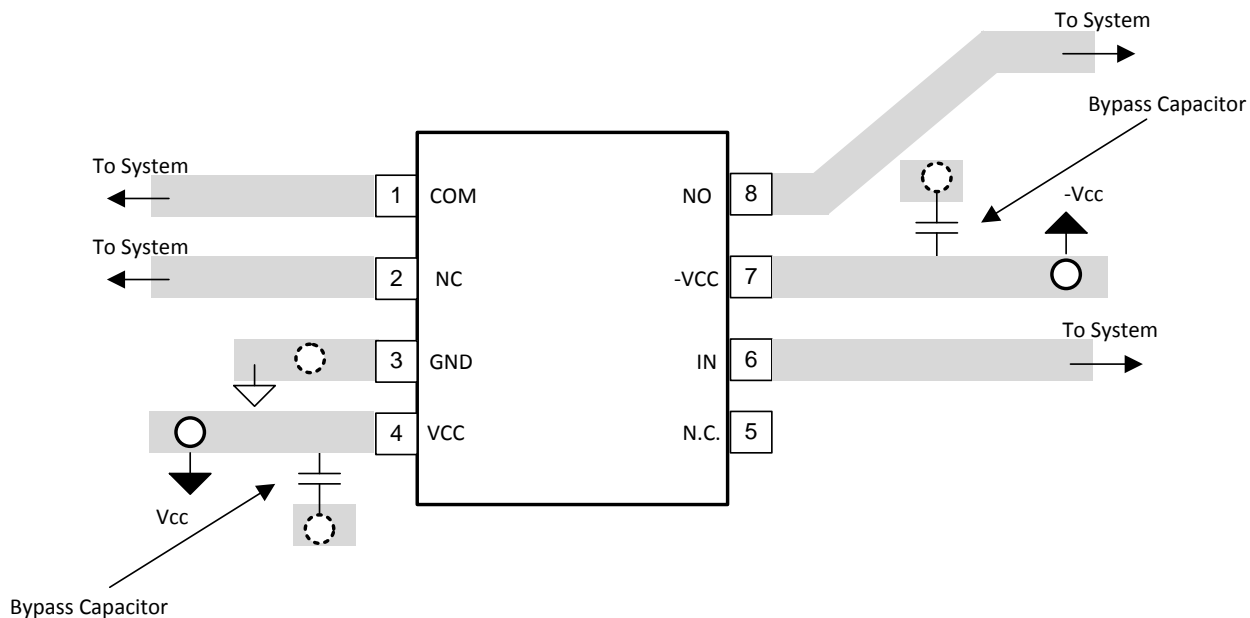 To System
Bypass Capacitor
To System
1 COM
NO 8
-Vcc
To System
2 NC
-VCC 7
To System
3 GND
IN 6
4 VCC
N.C. 5
Vcc
Bypass Capacitor